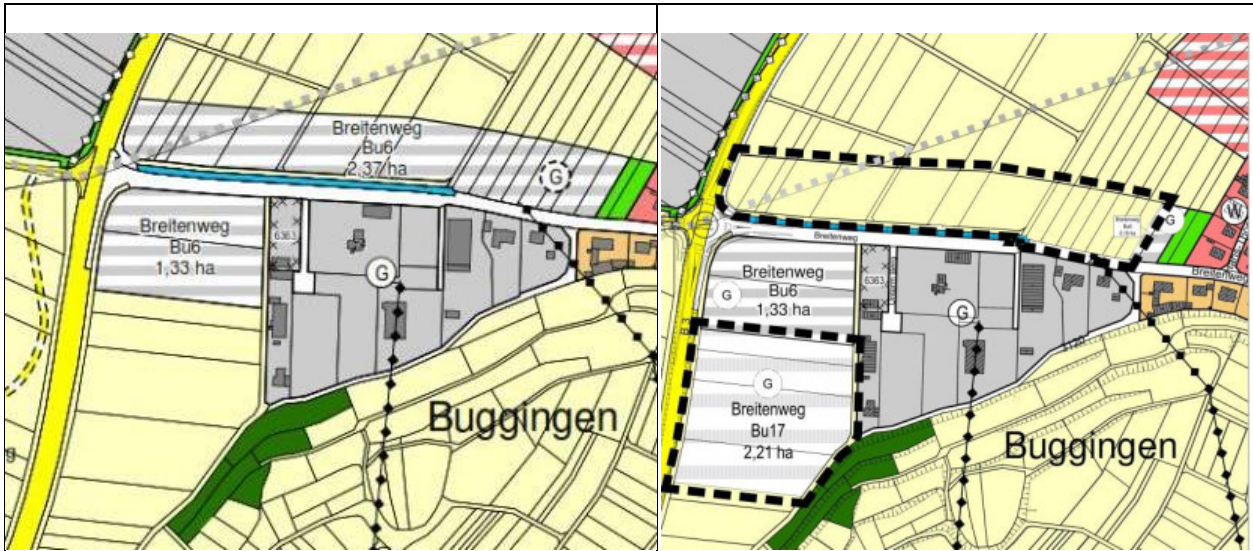 Breitenweg
Bu6
2,37 ha
G
Breitenweg
Bu6
1,33 ha
6363
G
Buggingen
g
W
G
Breitenweg
Breitenweg
Breitenweg
Bu6
1,33 ha
G
6363
G
G
Breitenweg
Bu17
2,21 ha
Buggingen